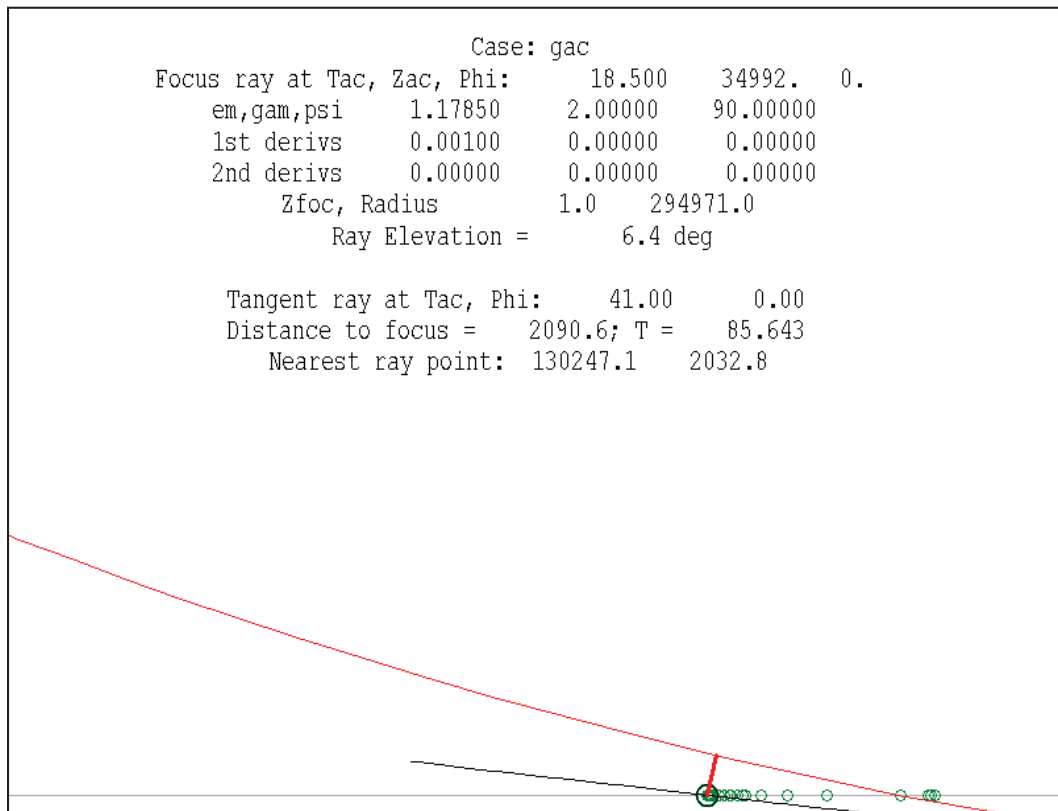 Case: gac
Focus ray at Tac, Zac, Phi: 18.500 34992. 0.
em,gam,psi 1.17850 2.00000 90.00000
1st derivs 0.00100 0.00000 0.00000
2nd derivs 0.00000 0.00000 0.00000
Zfoc, Radius 1.0 294971.0
Ray Elevation = 6.4 deg
Tangent ray at Tac, Phi: 41.00 0.00
Distance to focus = 2090.6; T = 85.643
Nearest ray point: 130247.1 2032.8